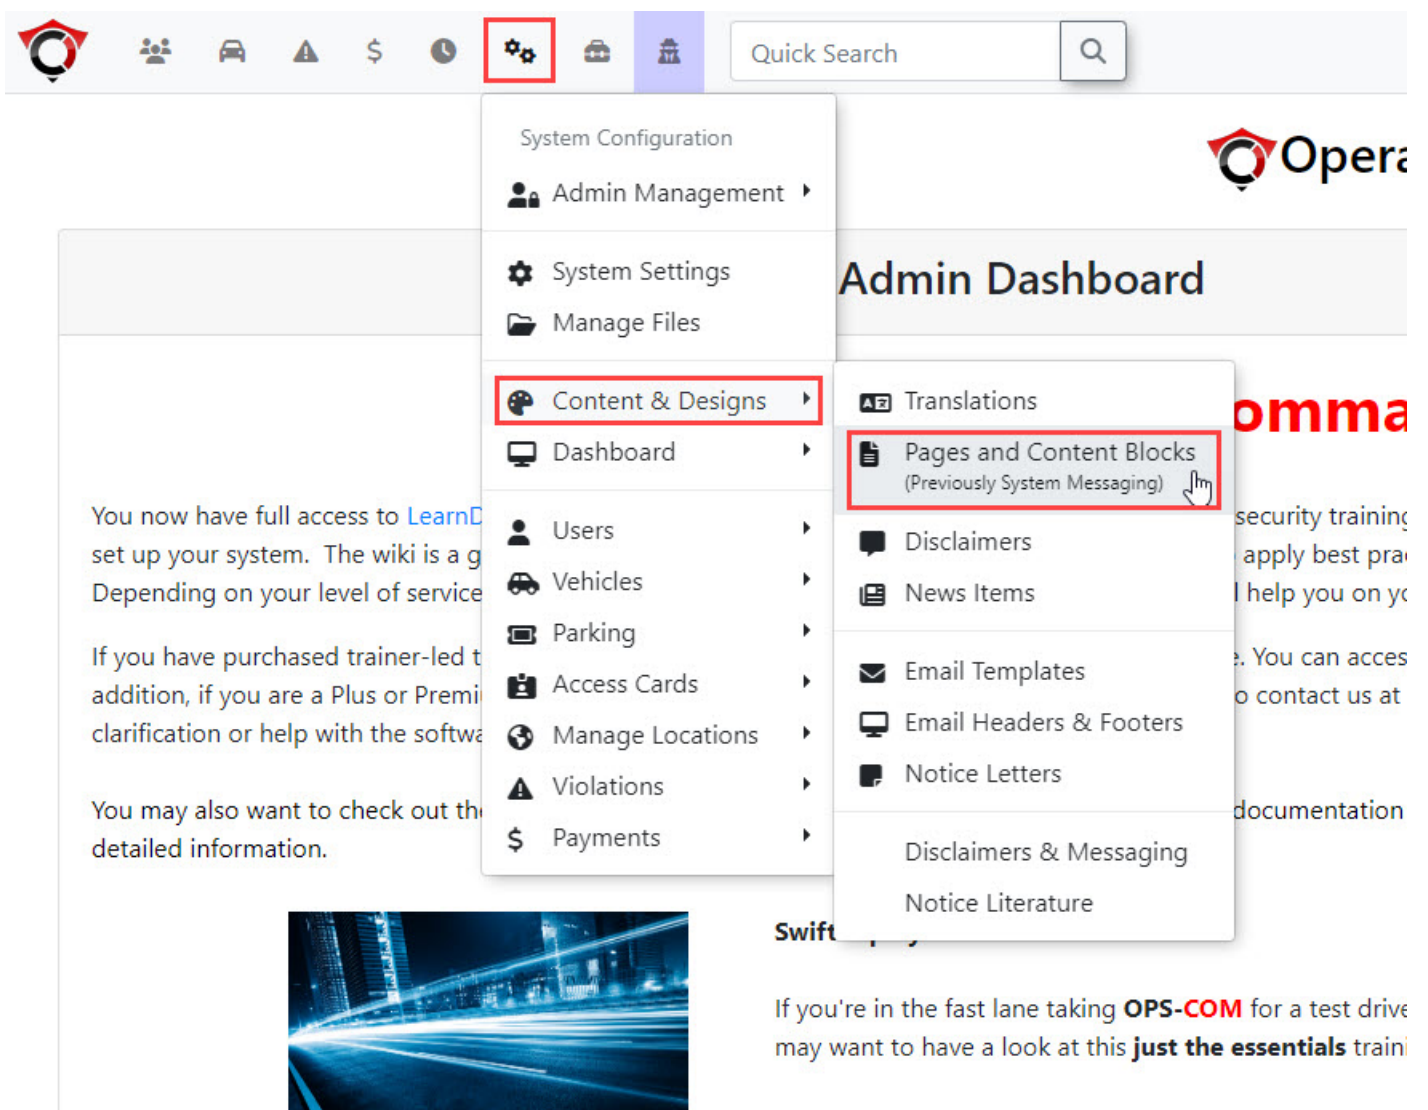 Quick Search
System Configuration
Admin Management
System Settings
Manage Files
Content & Designs
Dashboard
Users
Vehicles
Parking
Access Cards
Manage Locations
Violations
Payments
Translations
Pages and Content Blocks
(Previously System Messaging)
Disclaimers
News Items
Email Templates
Email Headers & Footers
Notice Letters
Disclaimers & Messaging
Notice Literature
Opera
Admin Dashboard
omma
You now have full access to LearnD security training
set up your system. The wiki is a g apply best prac
Depending on your level of service help you on yo
If you have purchased trainer-led t e. You can acces
addition, if you are a Plus or Premi o contact us at
clarification or help with the softwa
You may also want to check out the documentation
detailed information.
Swift
If you're in the fast lane taking OPS-COM for a test drive
may want to have a look at this just the essentials traini